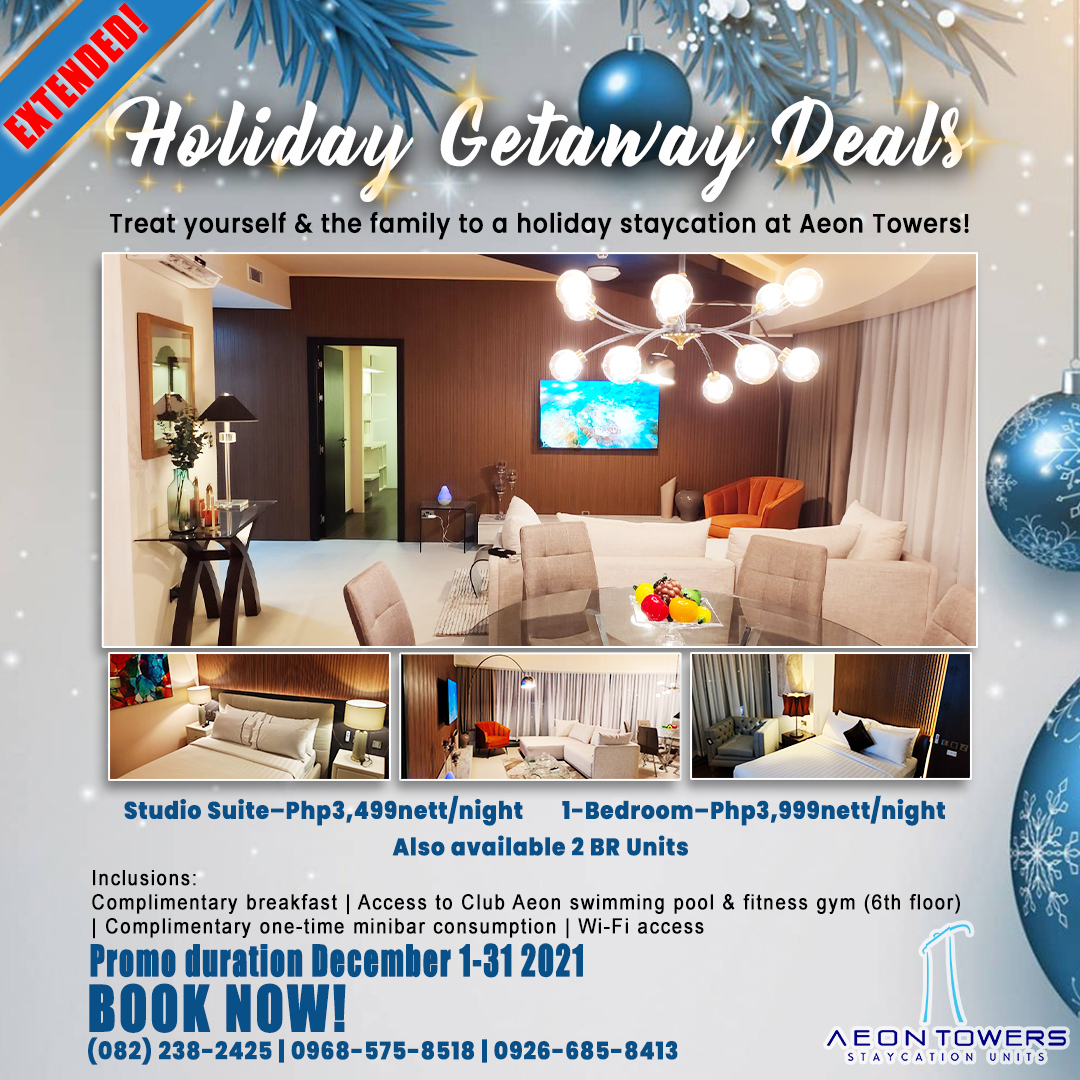 EXTENDED!
Holiday Getaway Deals
Treat yourself & the family to a holiday staycation at Aeon Towers!
Studio Suite–Php3,499nett/night 1-Bedroom–Php3,999nett/night
Also available 2 BR Units
Inclusions:
Complimentary breakfast | Access to Club Aeon swimming pool & fitness gym (6th floor)
| Complimentary one-time minibar consumption | Wi-Fi access
Promo duration December 1-31 2021
BOOK NOW!
(082) 238-2425 | 0968-575-8518 | 0926-685-8413
AEON TOWERS
STAYCATION UNITS